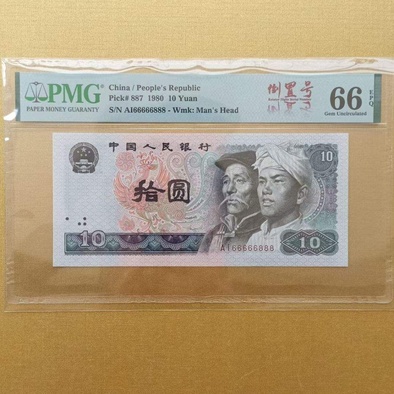 PMG
PAPER MONEY GUARANTY
China / People's Republic
Pick# 887 1980 10 Yuan
S/N AI66666888 - Wmk: Man's Head
倒置号
66 EPQ
Gem Uncirculated
中国人民银行
10
拾圆
AI66666888
10
10